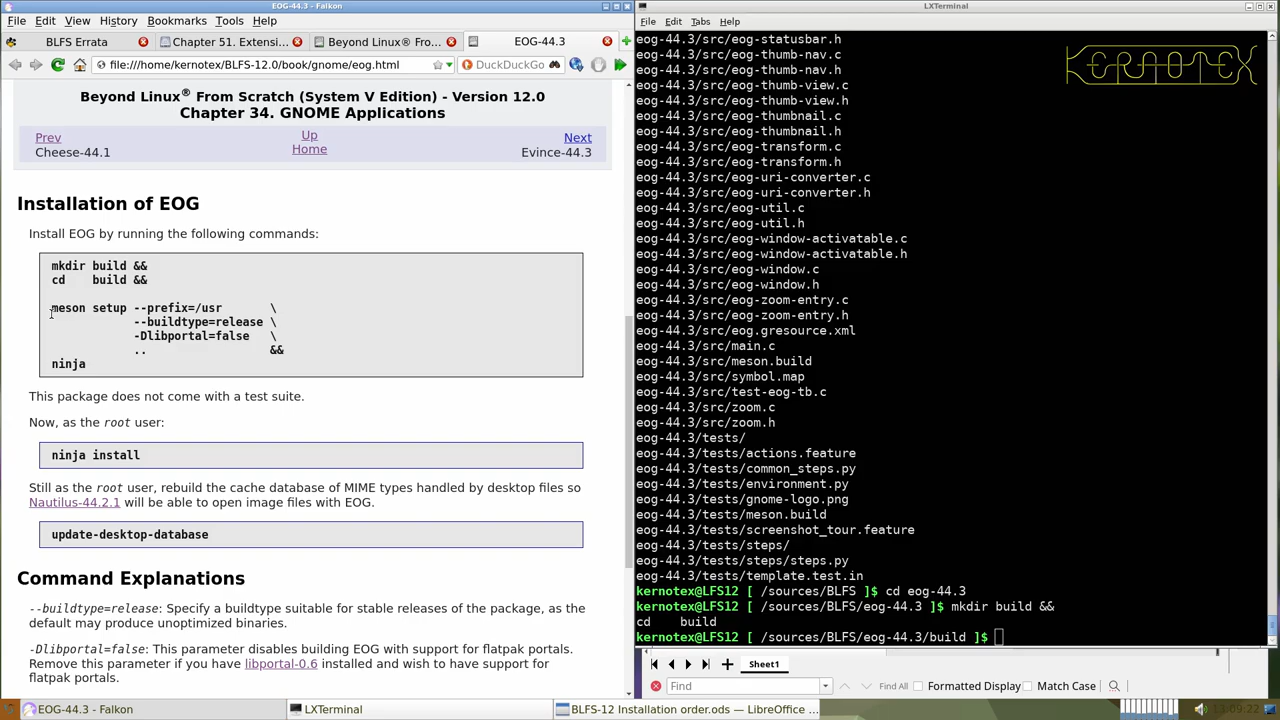 EOG-44.3 - Falkon
File Edit View History Bookmarks Tools Help
BLFS Errata
Chapter 51. Extensi...
Beyond Linux® Fro...
EOG-44.3
file:///home/kernotex/BLFS-12.0/book/gnome/eog.html
DuckDuckGo
Beyond Linux® From Scratch (System V Edition) - Version 12.0
Chapter 34. GNOME Applications
Prev Up Next
Cheese-44.1 Home Evince-44.3
Installation of EOG
Install EOG by running the following commands:
mkdir build &&
cd    build &&
meson setup --prefix=/usr       \
--buildtype=release \
-Dlibportal=false   \
..                  &&
ninja
This package does not come with a test suite.
Now, as the root user:
ninja install
Still as the root user, rebuild the cache database of MIME types handled by desktop files so
Nautilus-44.2.1 will be able to open image files with EOG.
update-desktop-database
Command Explanations
--buildtype=release: Specify a buildtype suitable for stable releases of the package, as the
default may produce unoptimized binaries.
-Dlibportal=false: This parameter disables building EOG with support for flatpak portals.
Remove this parameter if you have libportal-0.6 installed and wish to have support for
flatpak portals.
LXTerminal
File Edit Tabs Help
KERNOTEX
eog-44.3/src/eog-statusbar.h
eog-44.3/src/eog-thumb-nav.c
eog-44.3/src/eog-thumb-nav.h
eog-44.3/src/eog-thumb-view.c
eog-44.3/src/eog-thumb-view.h
eog-44.3/src/eog-thumbnail.c
eog-44.3/src/eog-thumbnail.h
eog-44.3/src/eog-transform.c
eog-44.3/src/eog-transform.h
eog-44.3/src/eog-uri-converter.c
eog-44.3/src/eog-uri-converter.h
eog-44.3/src/eog-util.c
eog-44.3/src/eog-util.h
eog-44.3/src/eog-window-activatable.c
eog-44.3/src/eog-window-activatable.h
eog-44.3/src/eog-window.c
eog-44.3/src/eog-window.h
eog-44.3/src/eog-zoom-entry.c
eog-44.3/src/eog-zoom-entry.h
eog-44.3/src/eog.gresource.xml
eog-44.3/src/main.c
eog-44.3/src/meson.build
eog-44.3/src/symbol.map
eog-44.3/src/test-eog-tb.c
eog-44.3/src/zoom.c
eog-44.3/src/zoom.h
eog-44.3/tests/
eog-44.3/tests/actions.feature
eog-44.3/tests/common_steps.py
eog-44.3/tests/environment.py
eog-44.3/tests/gnome-logo.png
eog-44.3/tests/meson.build
eog-44.3/tests/screenshot_tour.feature
eog-44.3/tests/steps/
eog-44.3/tests/steps/steps.py
eog-44.3/tests/template.test.in
kernotex@LFS12 [ /sources/BLFS ]$ cd eog-44.3
kernotex@LFS12 [ /sources/BLFS/eog-44.3 ]$ mkdir build &&
cd    build
kernotex@LFS12 [ /sources/BLFS/eog-44.3/build ]$
Sheet1
Find Find All Formatted Display Match Case
EOG-44.3 - Falkon LXTerminal BLFS-12 Installation order.ods — LibreOffice ... 13:09:22